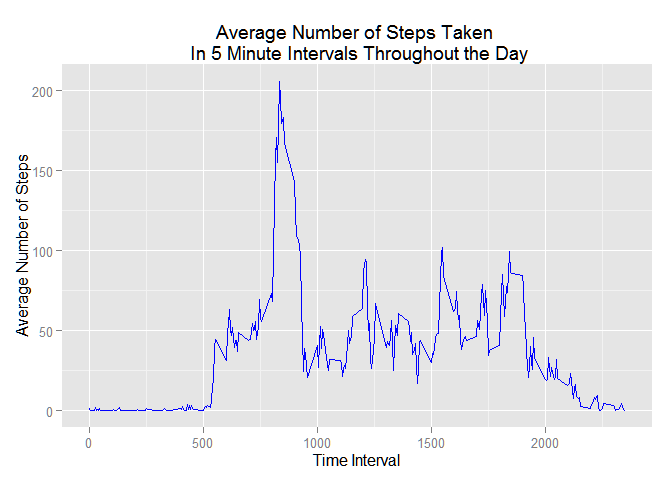 Average Number of Steps Taken
In 5 Minute Intervals Throughout the Day
Average Number of Steps
200
150
100
50
0
0 500 1000 1500 2000
Time Interval